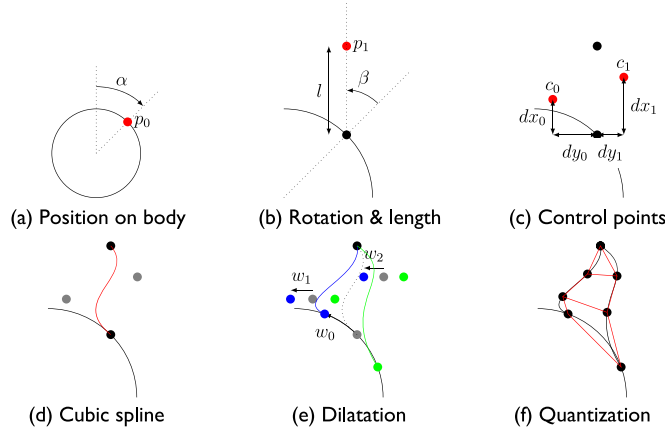 α
p₀
(a) Position on body
p₁
l
β
(b) Rotation & length
c₁
c₀
dx₀
dx₁
dy₀
dy₁
(c) Control points
(d) Cubic spline
w₂
w₁
w₀
(e) Dilatation
(f) Quantization